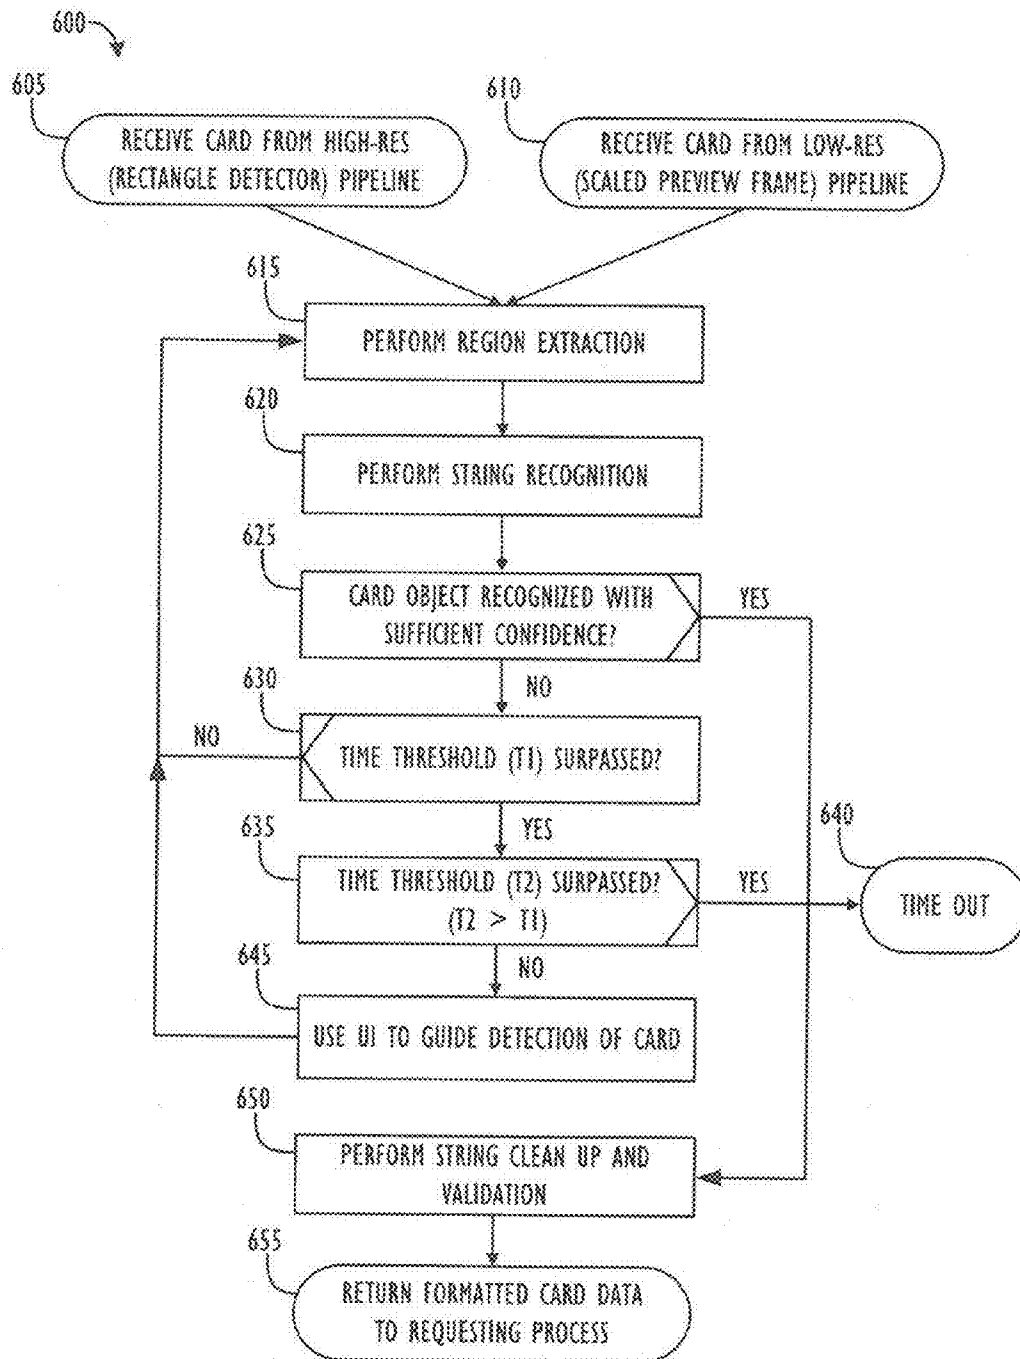 600
605
610
RECEIVE CARD FROM HIGH-RES
(RECTANGLE DETECTOR) PIPELINE
RECEIVE CARD FROM LOW-RES
(SCALED PREVIEW FRAME) PIPELINE
615
PERFORM REGION EXTRACTION
620
PERFORM STRING RECOGNITION
625
CARD OBJECT RECOGNIZED WITH
SUFFICIENT CONFIDENCE?
YES
NO
630
NO
TIME THRESHOLD (T1) SURPASSED?
YES
635
TIME THRESHOLD (T2) SURPASSED?
(T2 > T1)
YES
640
TIME OUT
NO
645
USE UI TO GUIDE DETECTION OF CARD
650
PERFORM STRING CLEAN UP AND
VALIDATION
655
RETURN FORMATTED CARD DATA
TO REQUESTING PROCESS